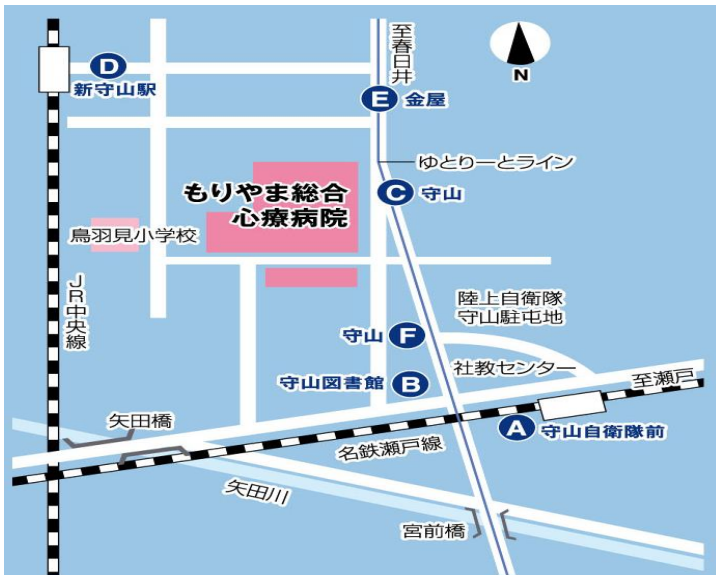 至春日井
D
新守山駅
N
E 金屋
ゆとりーとライン
C 守山
もりやま総合
心療病院
鳥羽見小学校
JR中央線
陸上自衛隊
守山駐屯地
守山 F
社教センター
守山図書館 B
至瀬戸
矢田橋
A 守山自衛隊前
名鉄瀬戸線
矢田川
宮前橋